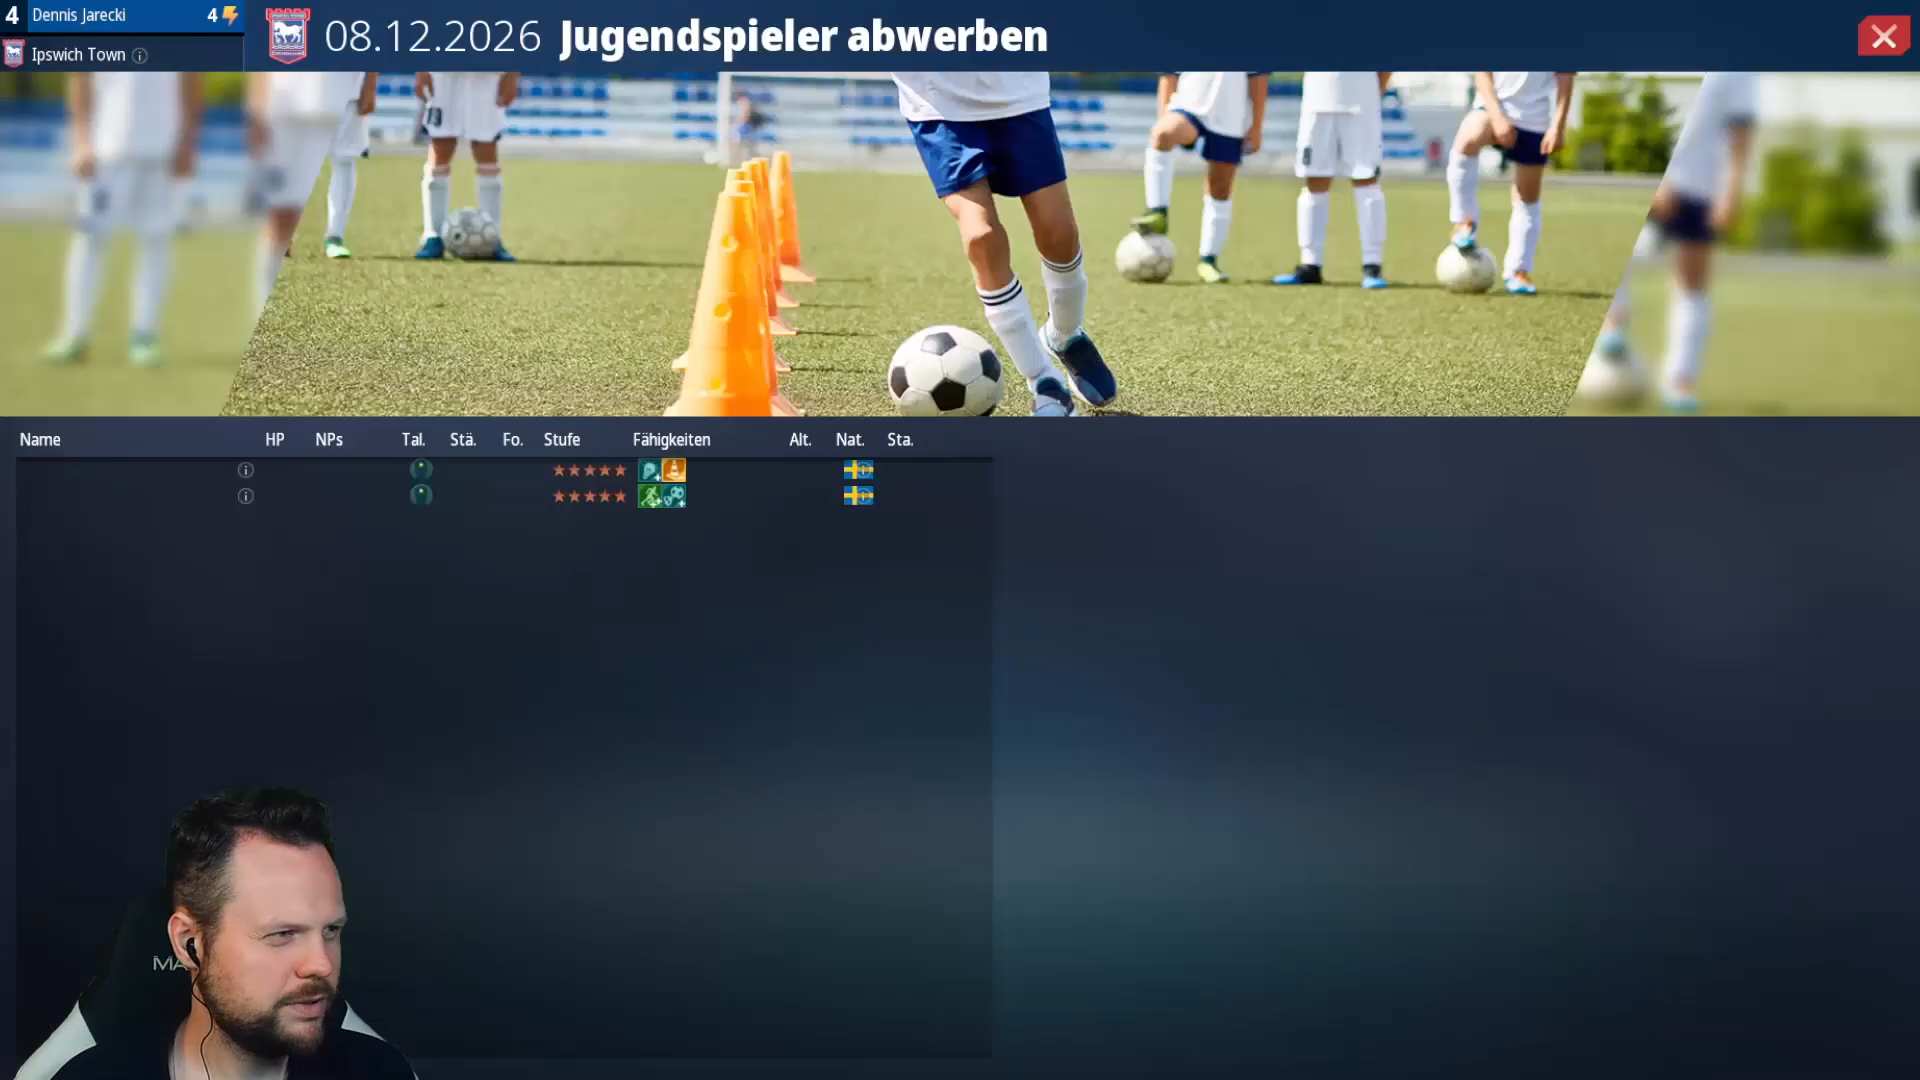 4 Dennis Jarecki 4
Ipswich Town
08.12.2026 Jugendspieler abwerben
Name HP NPs Tal. Stä. Fo. Stufe Fähigkeiten Alt. Nat. Sta.
MA